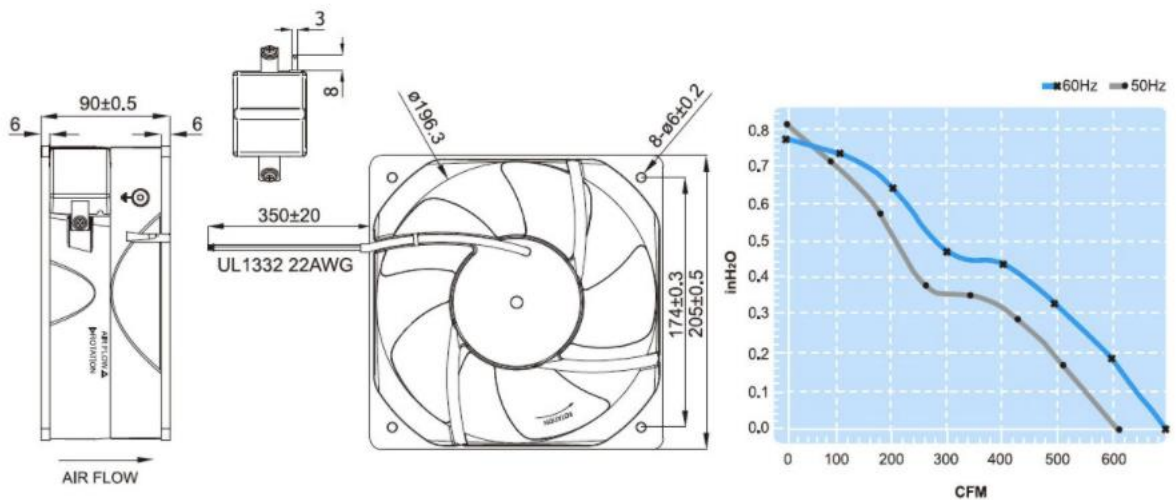 3
8
90±0.5
6
6
AIR FLOW
ROTATION
AIR FLOW
350±20
UL1332 22AWG
ø196.3
8-ø6±0.2
174±0.3
205±0.5
ROTATION
60Hz
50Hz
inH₂O
0.8
0.7
0.6
0.5
0.4
0.3
0.2
0.1
0.0
0 100 200 300 400 500 600
CFM